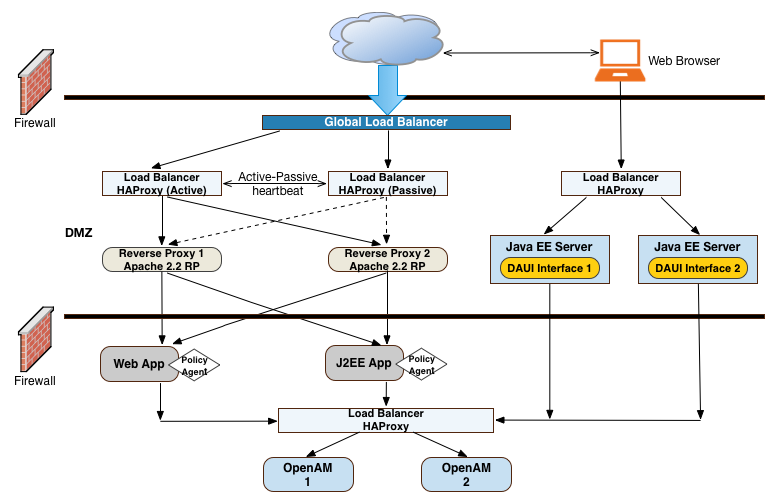 Web Browser
Firewall
Global Load Balancer
Load Balancer
HAProxy (Active)
Active-Passive
heartbeat
Load Balancer
HAProxy (Passive)
Load Balancer
HAProxy
DMZ
Reverse Proxy 1
Apache 2.2 RP
Reverse Proxy 2
Apache 2.2 RP
Java EE Server
DAUI Interface 1
Java EE Server
DAUI Interface 2
Firewall
Web App
Policy
Agent
J2EE App
Policy
Agent
Load Balancer
HAProxy
OpenAM
1
OpenAM
2